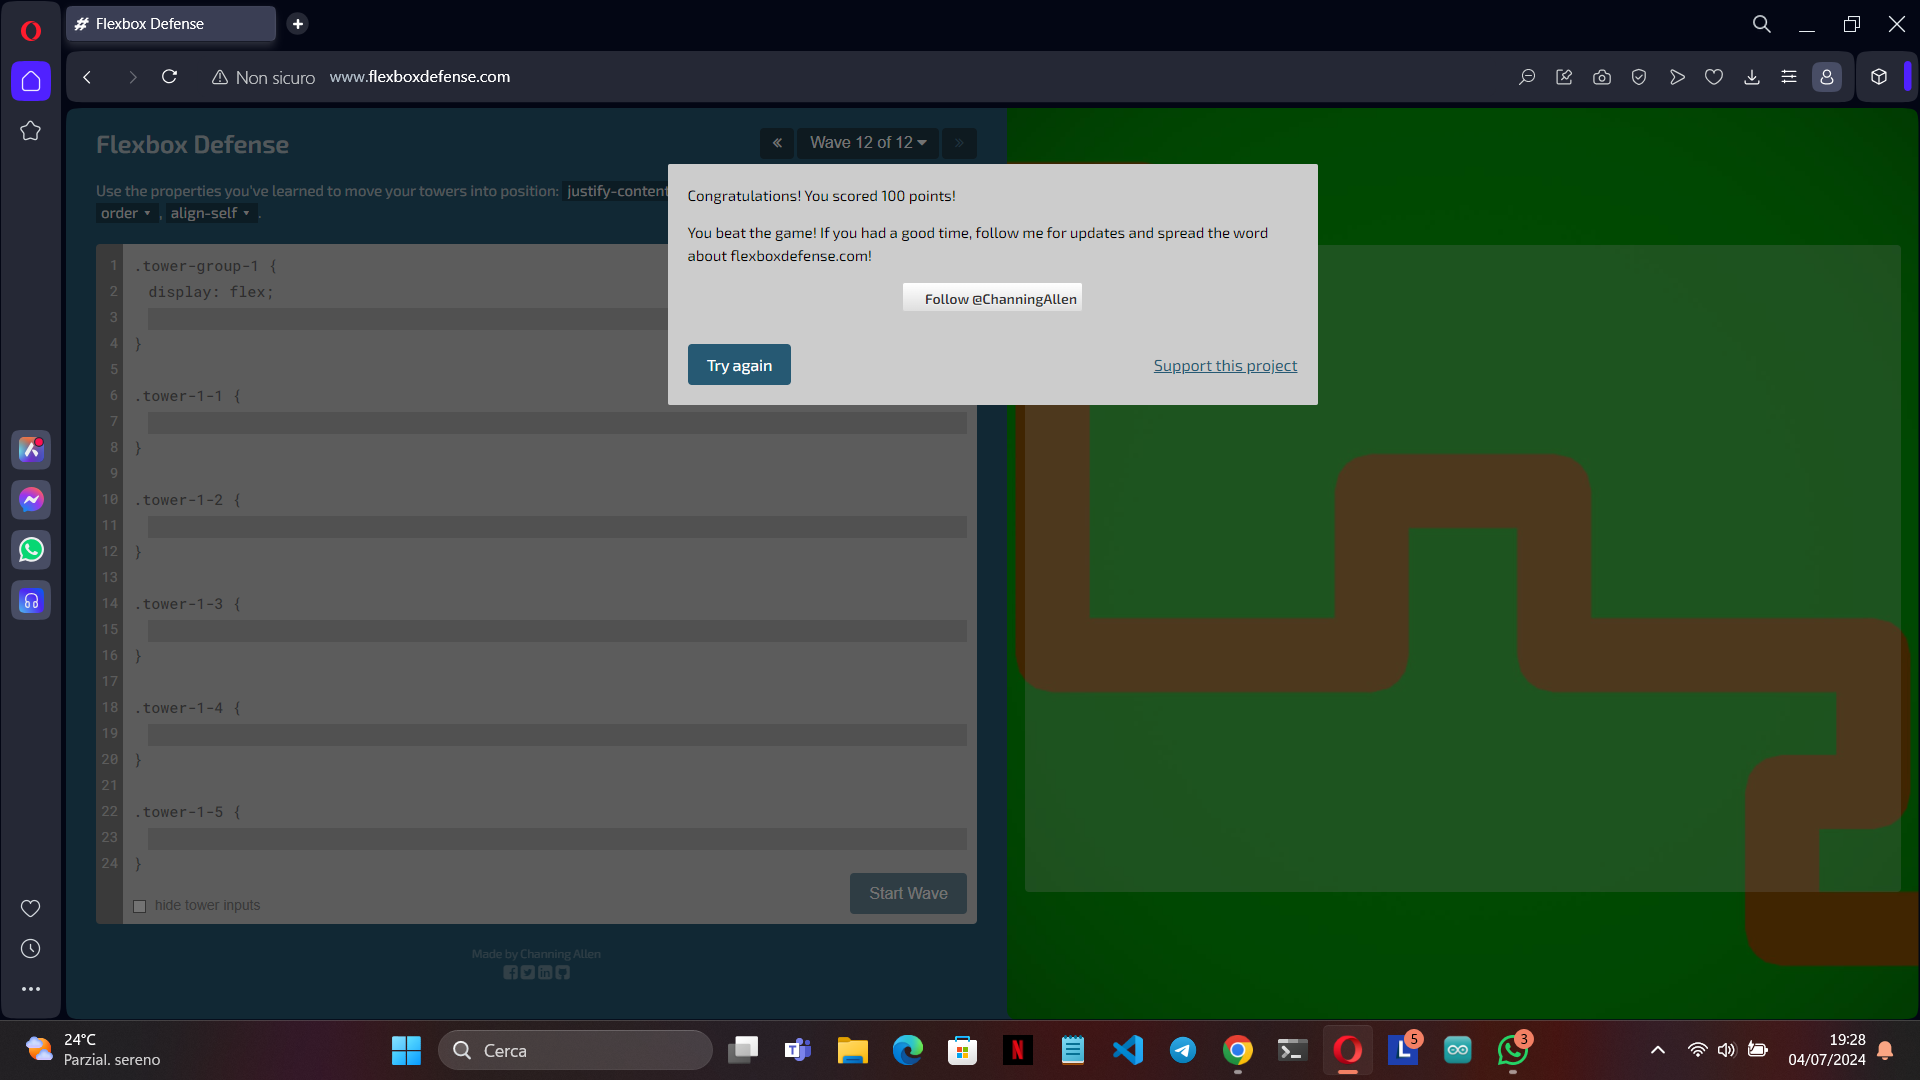 Flexbox Defense
Non sicuro www.flexboxdefense.com
Flexbox Defense
« Wave 12 of 12 »
Use the properties you've learned to move your towers into position: justify-content
order , align-self .
Congratulations! You scored 100 points!
You beat the game! If you had a good time, follow me for updates and spread the word
about flexboxdefense.com!
Follow @ChanningAllen
Try again
Support this project
1 .tower-group-1 {
2 display: flex;
3
4 }
5
6 .tower-1-1 {
7
8 }
9
10 .tower-1-2 {
11
12 }
13
14 .tower-1-3 {
15
16 }
17
18 .tower-1-4 {
19
20 }
21
22 .tower-1-5 {
23
24 }
Start Wave
hide tower inputs
Made by Channing Allen
24°C
Parzial. sereno
Cerca
5
3
19:28
04/07/2024